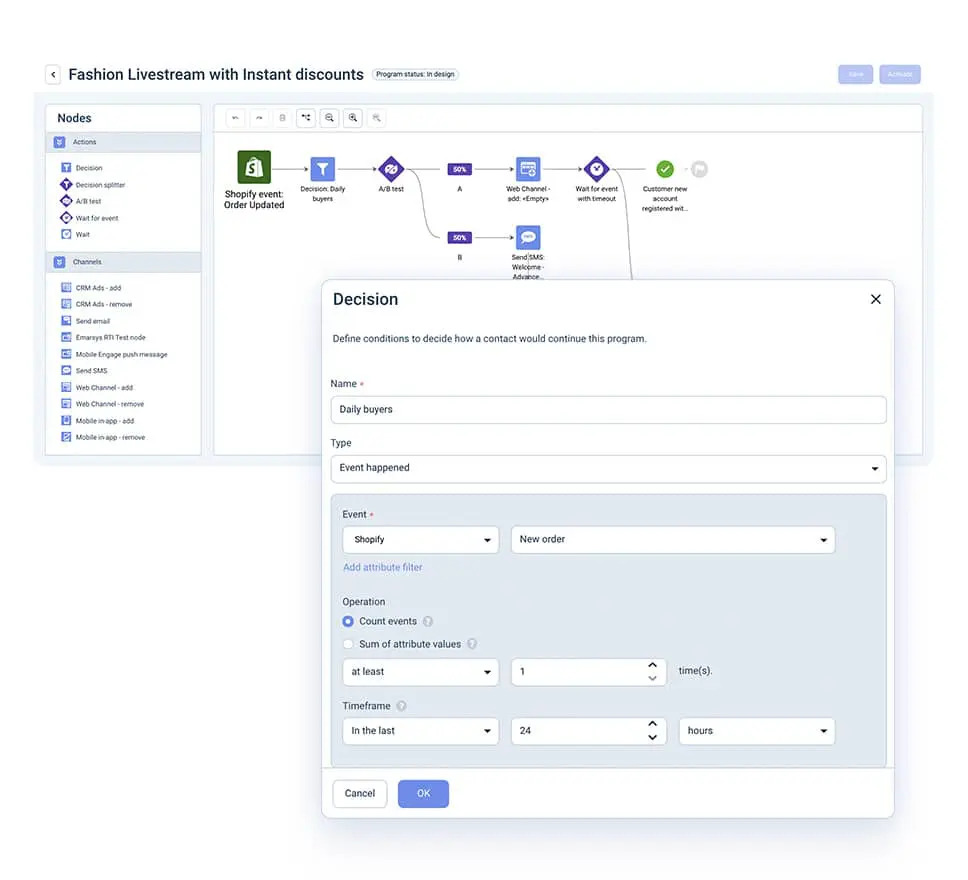 Fashion Livestream with Instant discounts
Program status: In design
Save
Activate
Nodes
Actions
Decision
Decision splitter
A/B test
Wait for event
Wait
Channels
CRM Ads - add
CRM Ads - remove
Send email
Emarsys RTI Test node
Mobile Engage push message
Send SMS
Web Channel - add
Web Channel - remove
Mobile in-app - add
Mobile in-app - remove
Shopify event:
Order Updated
Decision: Daily
buyers
A/B test
50%
A
Web Channel -
add: <Empty>
Wait for event
with timeout
Customer new
account
registered wit...
50%
B
Send SMS:
Welcome -
Advance...
Decision
Define conditions to decide how a contact would continue this program.
Name *
Daily buyers
Type
Event happened
Event *
Shopify
New order
Add attribute filter
Operation
Count events ?
Sum of attribute values ?
at least
1
time(s).
Timeframe ?
In the last
24
hours
Cancel
OK